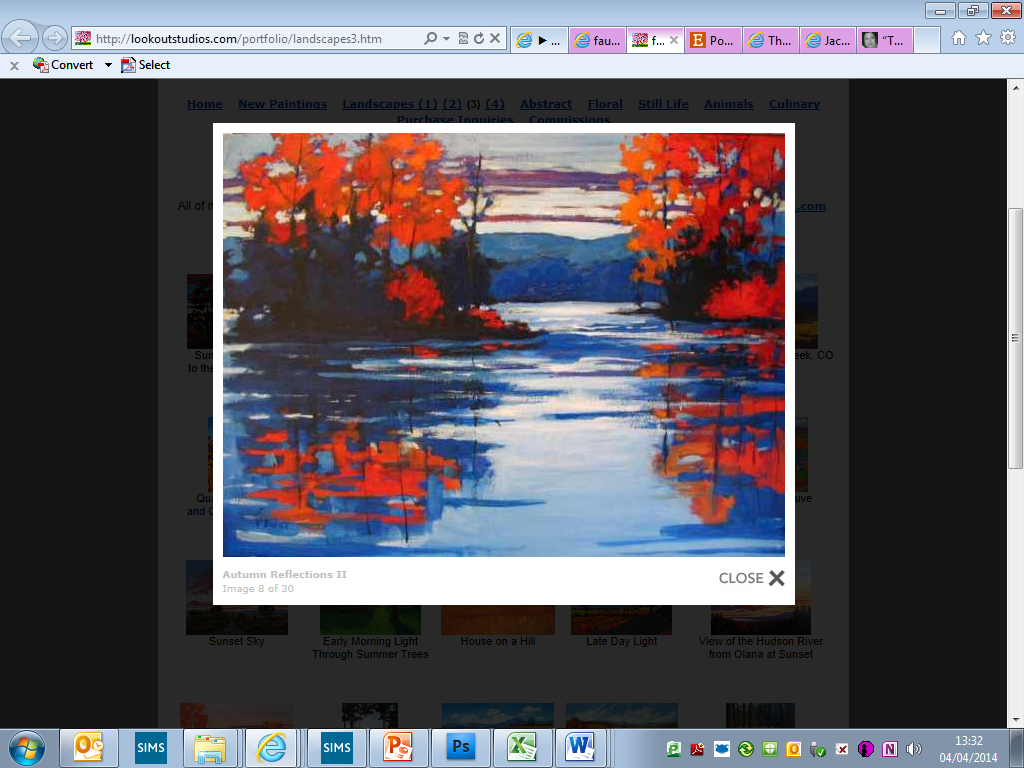 http://lookoutstudios.com/portfolio/landscapes3.htm
► ...
fau...
f...
Po...
Th...
Jac...
"T...
x Convert Select
Home New Paintings Landscapes (1) (2) (3) (4) Abstract Floral Still Life Animals Culinary
Purchase Inquiries Commissions
All of
.com.
Sun
to the
eek, CO
Qu
and C
uve
Autumn Reflections II
Image 8 of 30
CLOSE X
Sunset Sky
Early Morning Light
Through Summer Trees
House on a Hill
Late Day Light
View of the Hudson River
from Olana at Sunset
SIMS
SIMS
Ps
13:32
04/04/2014